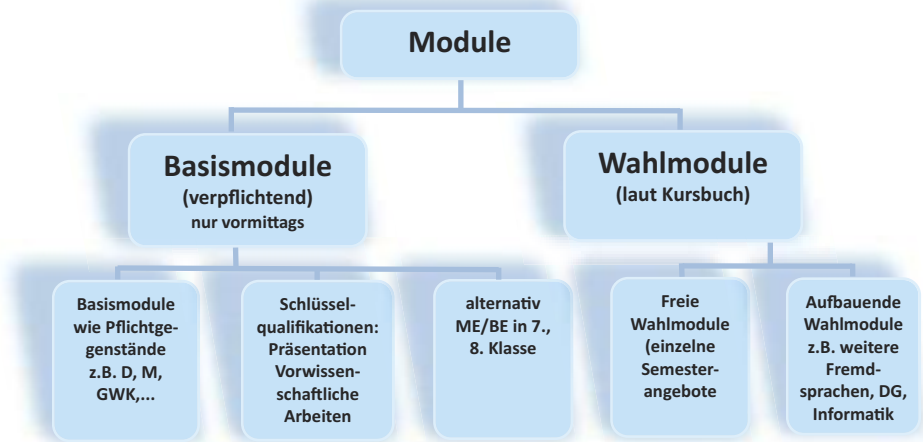 Module
Basismodule
(verpflichtend)
nur vormittags
Wahlmodule
(laut Kursbuch)
Basismodule
wie Pflichtge-
genstände
z.B. D, M,
GWK,...
Schlüssel-
qualifikationen:
Präsentation
Vorwissen-
schaftliche
Arbeiten
alternativ
ME/BE in 7.,
8. Klasse
Freie
Wahlmodule
(einzelne
Semester-
angebote
Aufbauende
Wahlmodule
z.B. weitere
Fremd-
sprachen, DG,
Informatik